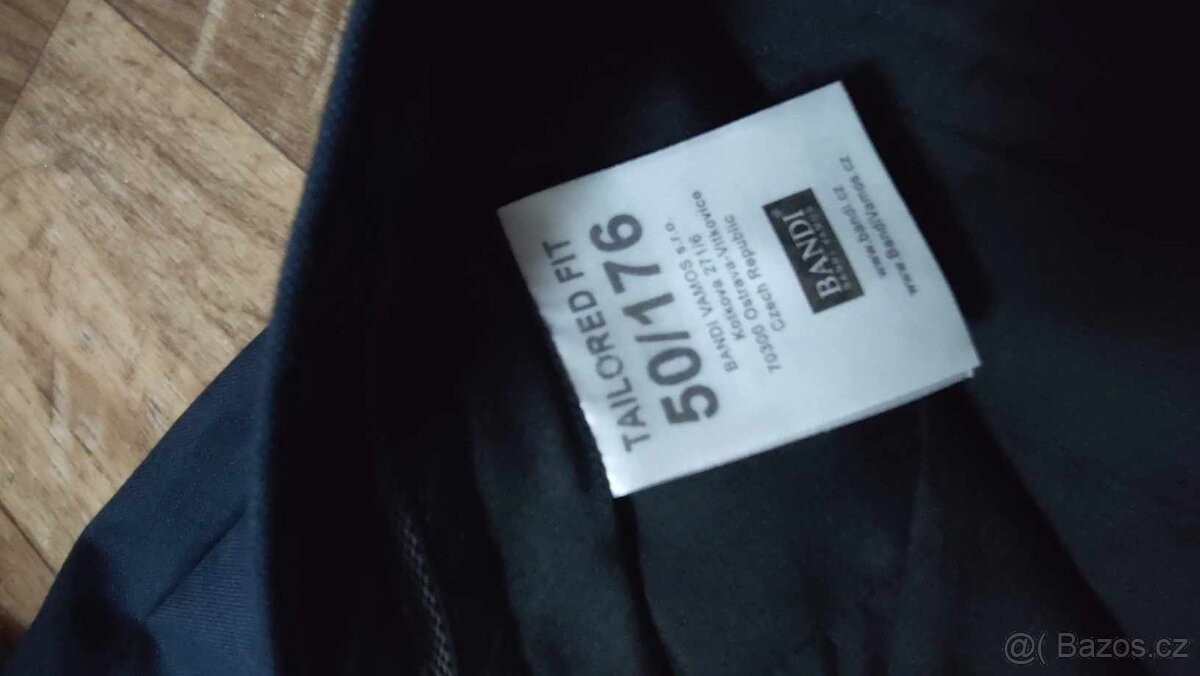 TAILORED FIT
50/176
BANDI VAMOS s.r.o.
Kotkova 271/6
70300 Ostrava-Vítkovice
Czech Republic
BANDI®
www.bandi.cz
www.BandiVamos.cz
@( Bazos.cz